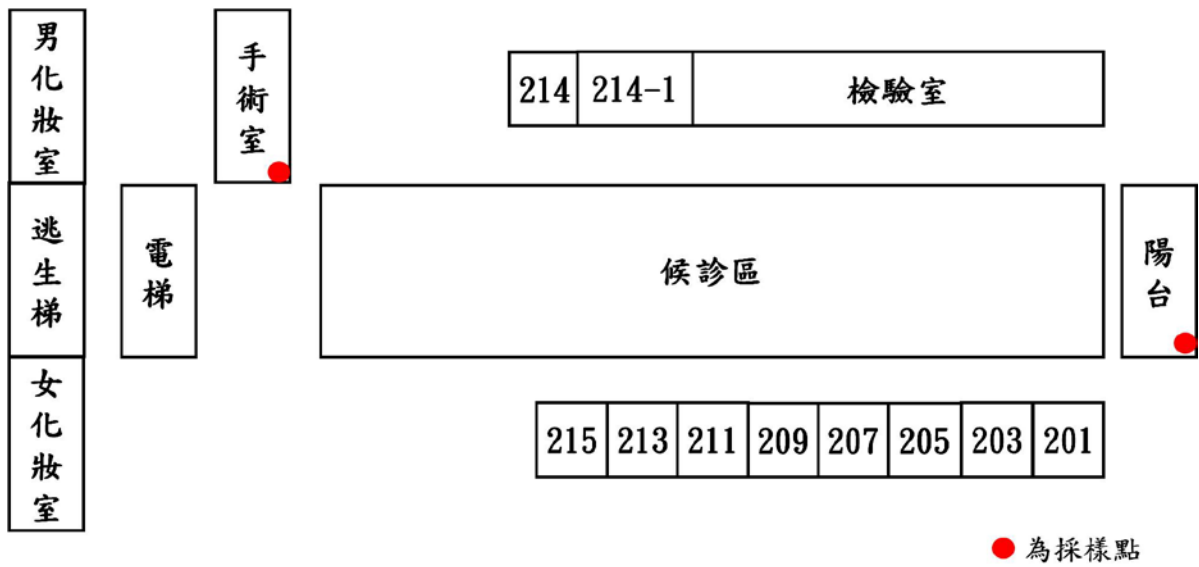 男化妝室
手術室
214
214-1
檢驗室
逃生梯
電梯
候診區
陽台
女化妝室
215
213
211
209
207
205
203
201
為採樣點